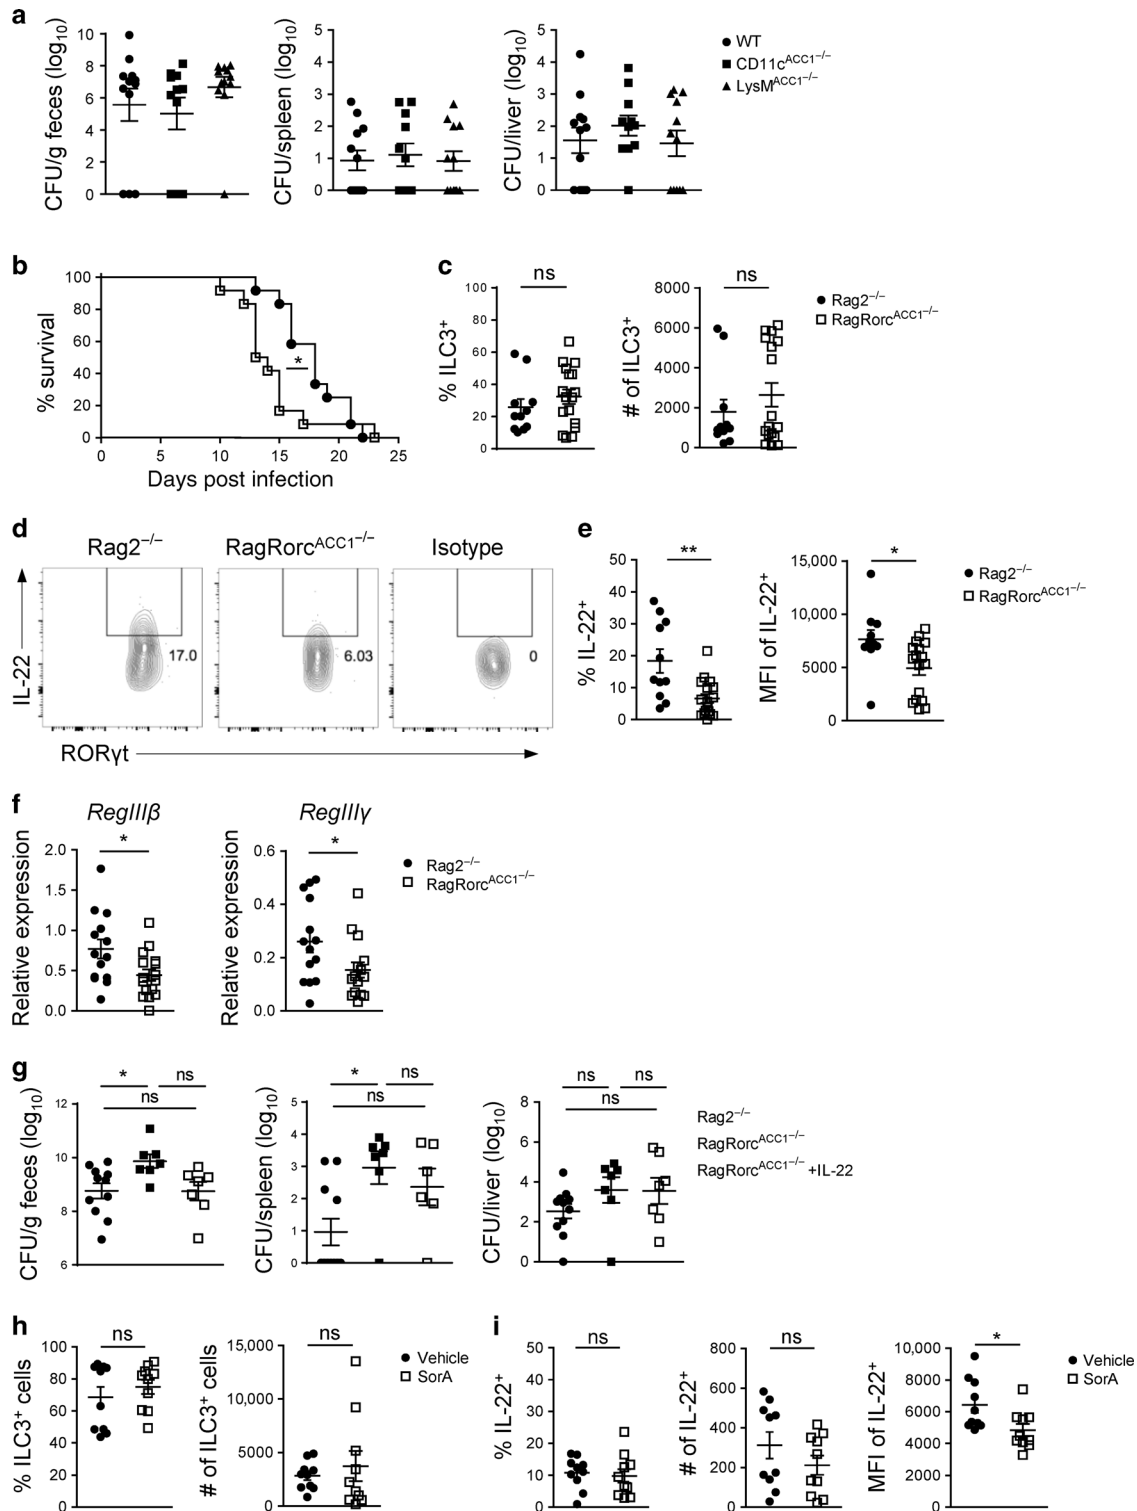 a
CFU/g feces (log10)
10
8
6
4
2
0
CFU/spleen (log10)
5
4
3
2
1
0
CFU/liver (log10)
5
4
3
2
1
0
WT
CD11cACC1−/−
LysMACC1−/−
b
% survival
100
80
60
40
20
0
*
0
5
10
15
20
25
Days post infection
c
% ILC3+
100
80
60
40
20
0
ns
# of ILC3+
8000
6000
4000
2000
0
ns
Rag2−/−
RagRorcACC1−/−
d
Rag2−/−
RagRorcACC1−/−
Isotype
17.0
6.03
0
IL-22
RORγt
e
% IL-22+
50
40
30
20
10
0
**
MFI of IL-22+
15,000
10,000
5000
0
*
Rag2−/−
RagRorcACC1−/−
f
RegIIIβ
Relative expression
2.0
1.5
1.0
0.5
0.0
*
RegIIIγ
Relative expression
0.6
0.4
0.2
0.0
*
Rag2−/−
RagRorcACC1−/−
g
CFU/g feces (log10)
12
10
8
6
*
ns
ns
CFU/spleen (log10)
5
4
3
2
1
0
*
ns
ns
CFU/liver (log10)
8
6
4
2
0
ns
ns
ns
Rag2−/−
RagRorcACC1−/−
RagRorcACC1−/− +IL-22
h
% ILC3+ cells
100
80
60
40
20
0
ns
# of ILC3+ cells
15,000
10,000
5000
0
ns
Vehicle
SorA
i
% IL-22+
50
40
30
20
10
0
ns
# of IL-22+
800
600
400
200
0
ns
MFI of IL-22+
10,000
8000
6000
4000
2000
0
*
Vehicle
SorA